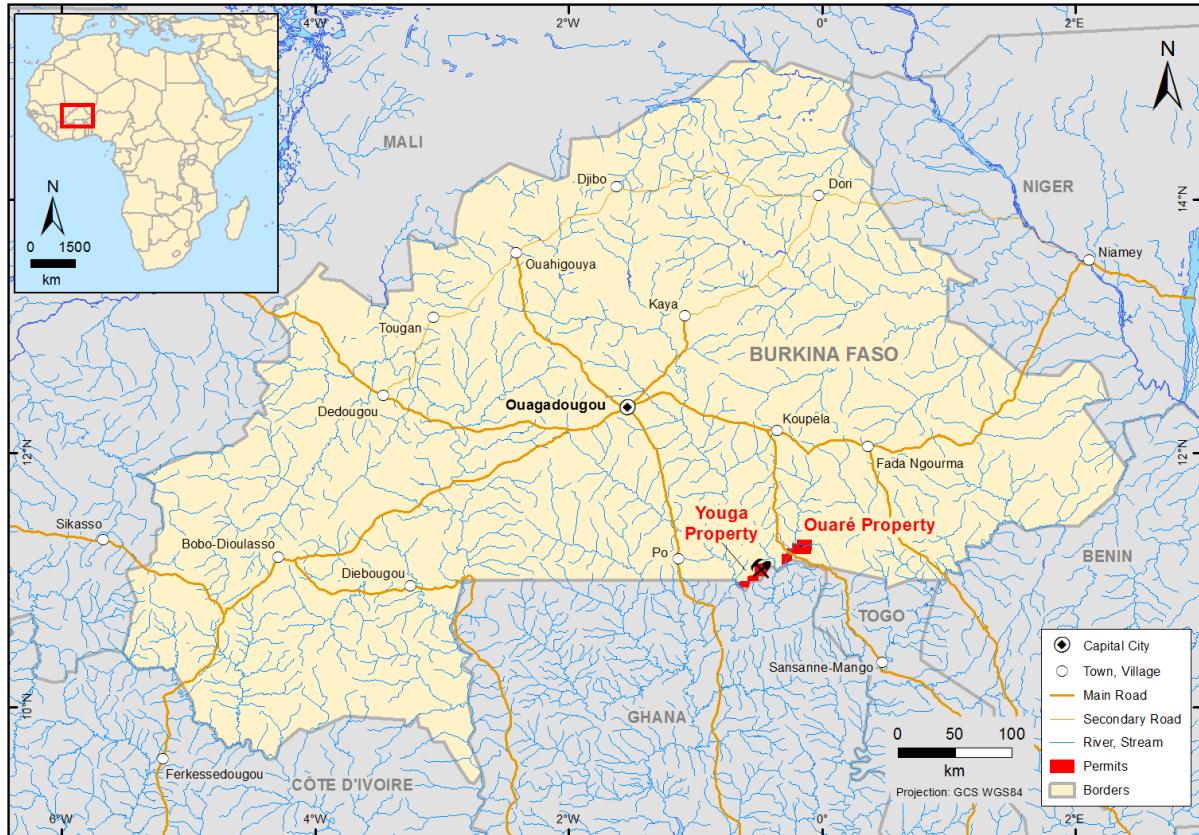 4°W
2°W
0°
2°E
N
MALI
Djibo
Dori
NIGER
14°N
14°N
N
0 1500
km
Ouahigouya
Niamey
Kaya
Tougan
BURKINA FASO
Dedougou
Ouagadougou
Koupela
Fada Ngourma
12°N
12°N
Youga
Property
Ouaré Property
Sikasso
Bobo-Dioulasso
Po
BENIN
Diebougou
TOGO
Sansanne-Mango
10°N
GHANA
Ferkessedougou
CÔTE D'IVOIRE
0 50 100
km
Projection: GCS WGS84
Capital City
Town, Village
Main Road
Secondary Road
River, Stream
Permits
Borders
6°W
4°W
2°W
0°
2°E